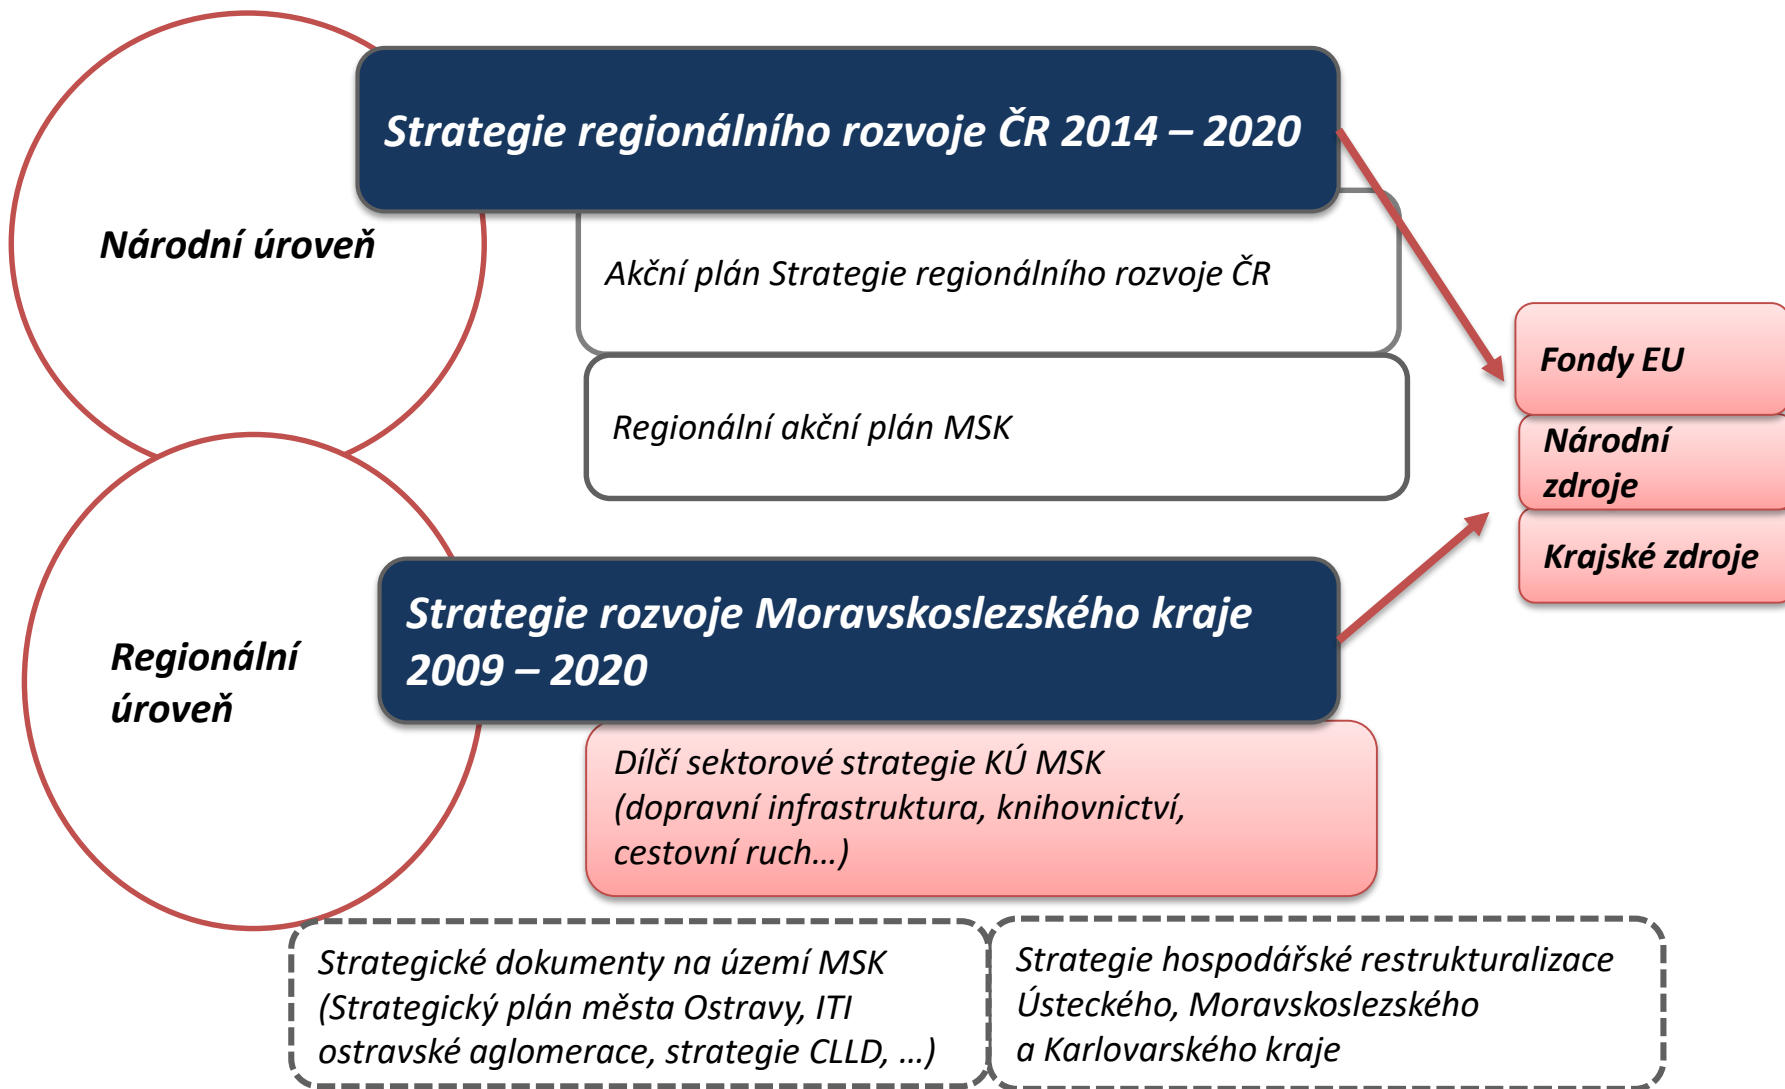 Strategie regionálního rozvoje ČR 2014 – 2020
Národní úroveň
Akční plán Strategie regionálního rozvoje ČR
Regionální akční plán MSK
Fondy EU
Národní
zdroje
Krajské zdroje
Strategie rozvoje Moravskoslezského kraje
2009 – 2020
Regionální
úroveň
Dílčí sektorové strategie KÚ MSK
(dopravní infrastruktura, knihovnictví,
cestovní ruch…)
Strategické dokumenty na území MSK
(Strategický plán města Ostravy, ITI
ostravské aglomerace, strategie CLLD, …)
Strategie hospodářské restrukturalizace
Ústeckého, Moravskoslezského
a Karlovarského kraje